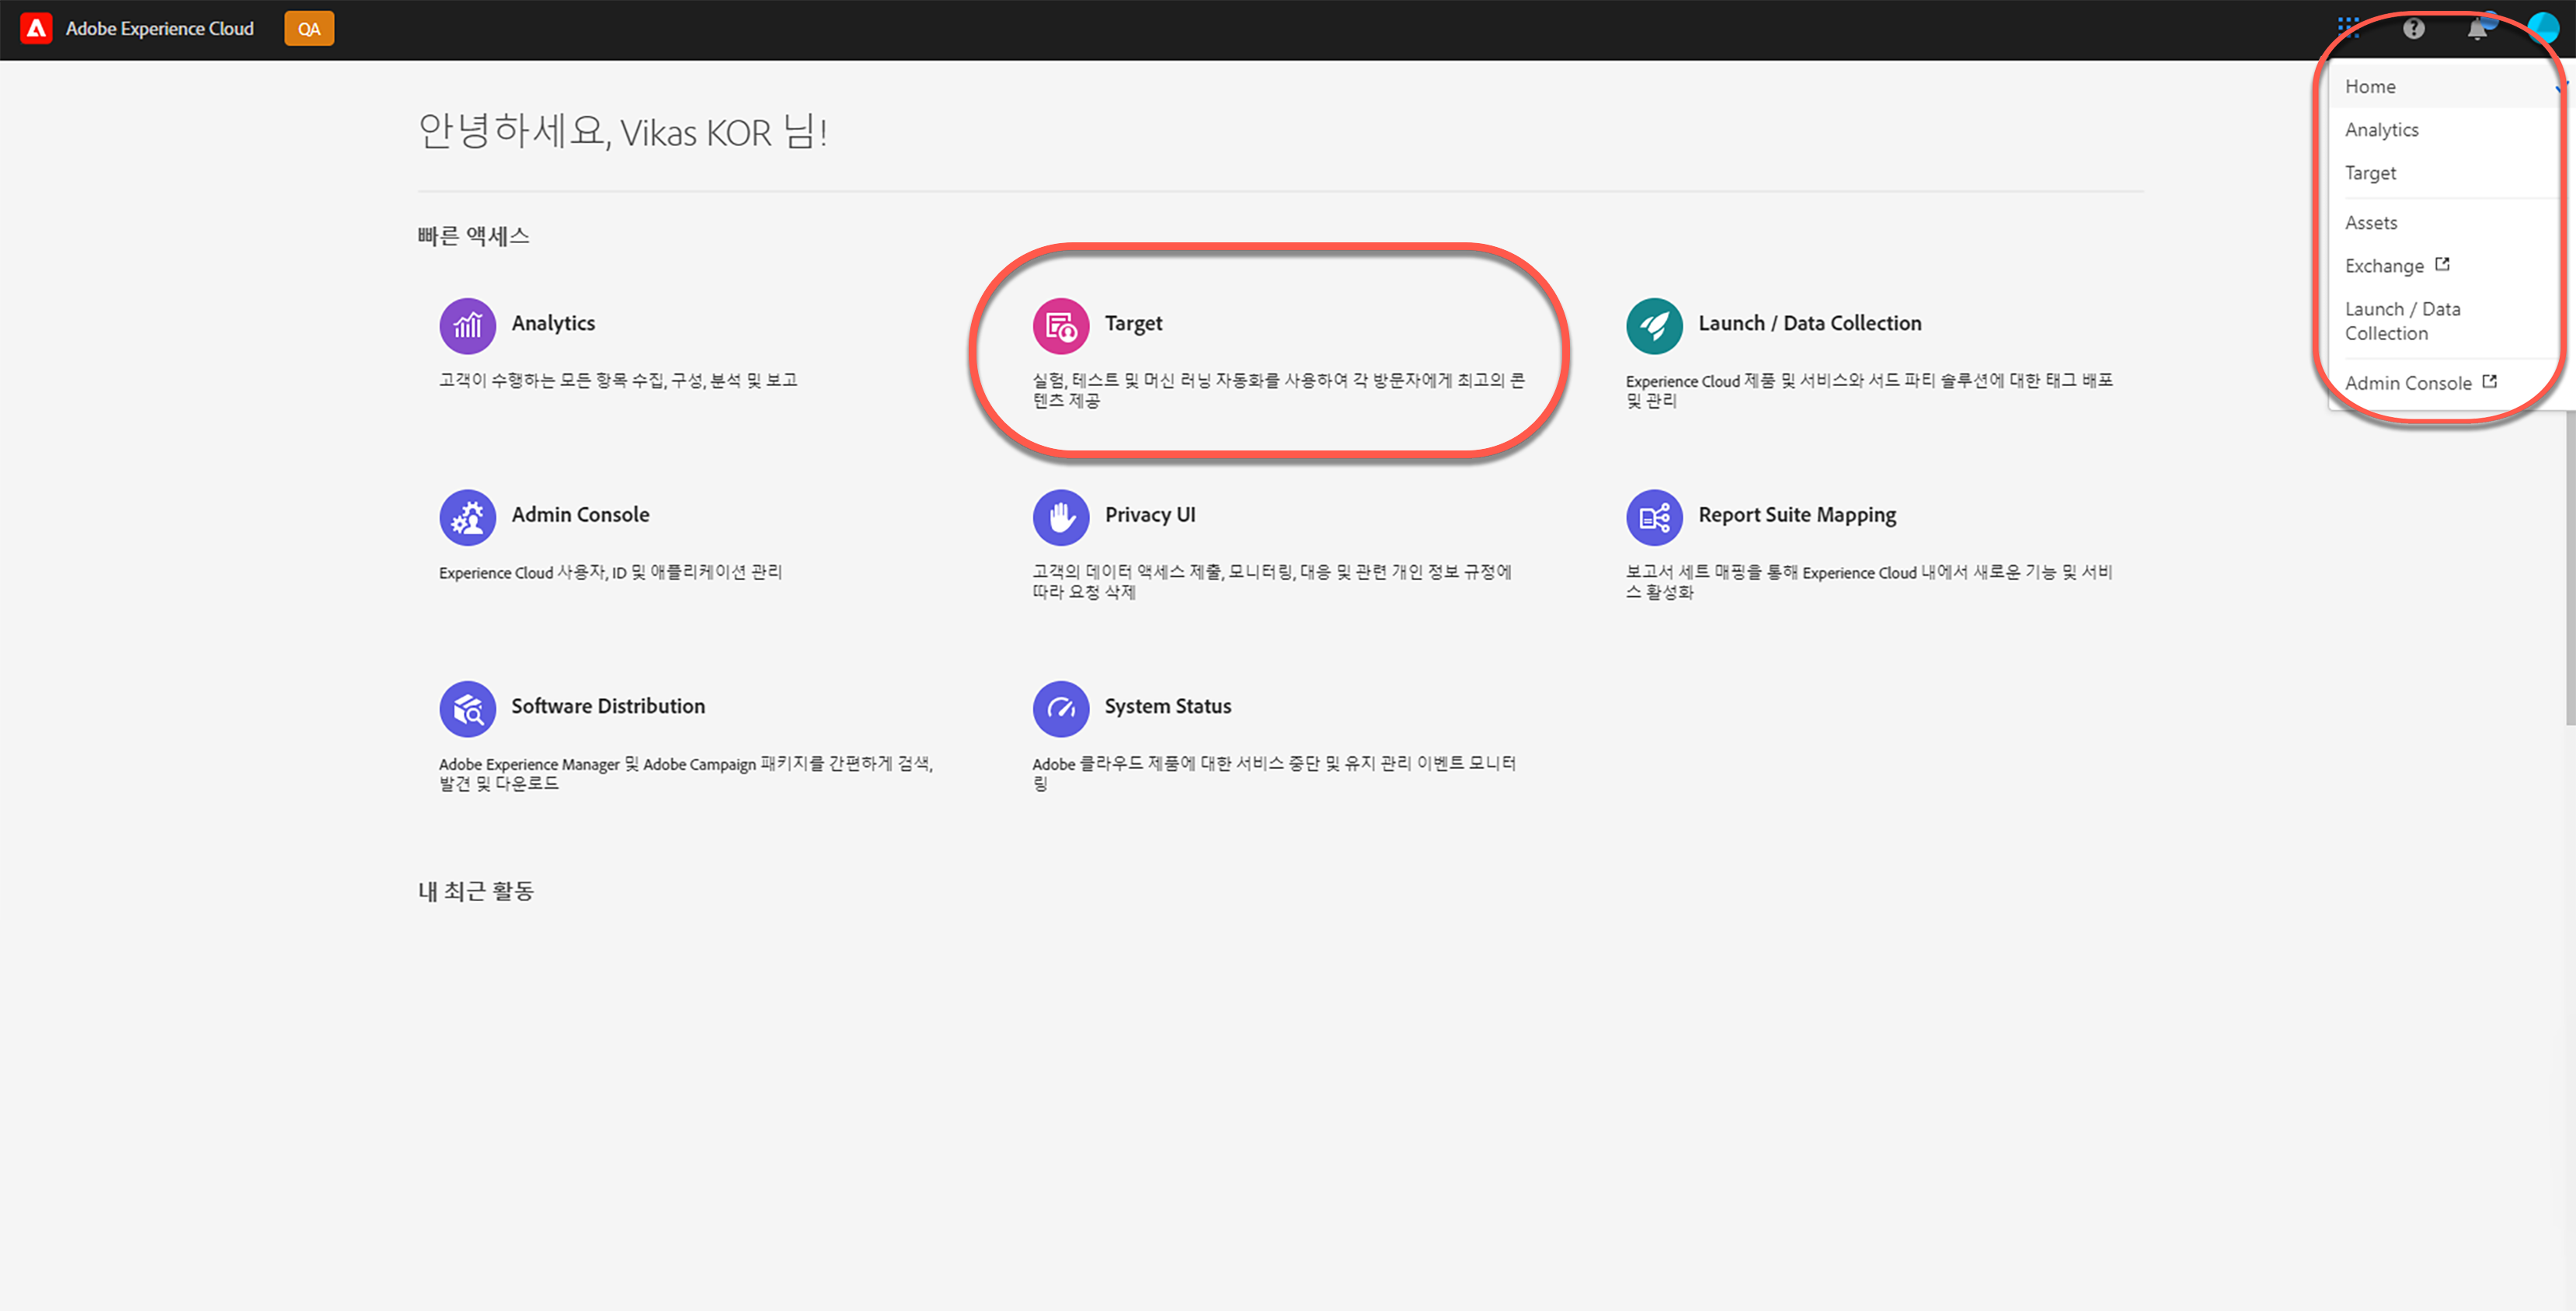 Adobe Experience Cloud
QA
Home
Analytics
Target
Assets
Exchange
Launch / Data
Collection
Admin Console
안녕하세요, Vikas KOR 님!
빠른 액세스
Analytics
고객이 수행하는 모든 항목 수집, 구성, 분석 및 보고
Target
실험, 테스트 및 머신 러닝 자동화를 사용하여 각 방문자에게 최고의 콘
텐츠 제공
Launch / Data Collection
Experience Cloud 제품 및 서비스와 서드 파티 솔루션에 대한 태그 배포
및 관리
Admin Console
Experience Cloud 사용자, ID 및 애플리케이션 관리
Privacy UI
고객의 데이터 액세스 제출, 모니터링, 대응 및 관련 개인 정보 규정에
따라 요청 삭제
Report Suite Mapping
보고서 세트 매핑을 통해 Experience Cloud 내에서 새로운 기능 및 서비
스 활성화
Software Distribution
Adobe Experience Manager 및 Adobe Campaign 패키지를 간편하게 검색,
발견 및 다운로드
System Status
Adobe 클라우드 제품에 대한 서비스 중단 및 유지 관리 이벤트 모니터
링
내 최근 활동